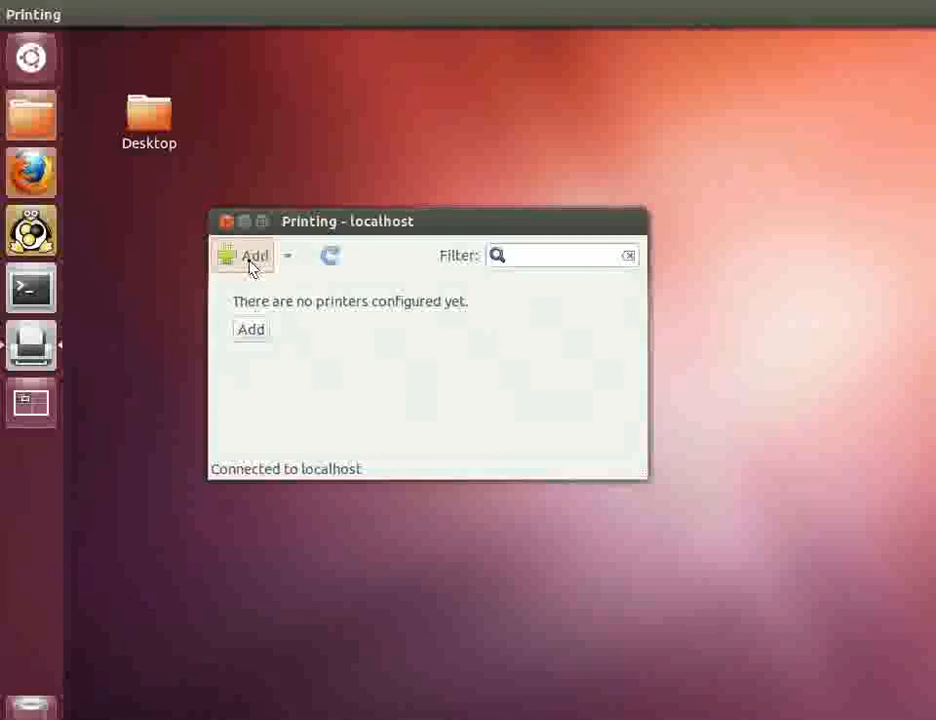 Printing
Desktop
Printing - localhost
Add
Filter:
There are no printers configured yet.
Add
Connected to localhost